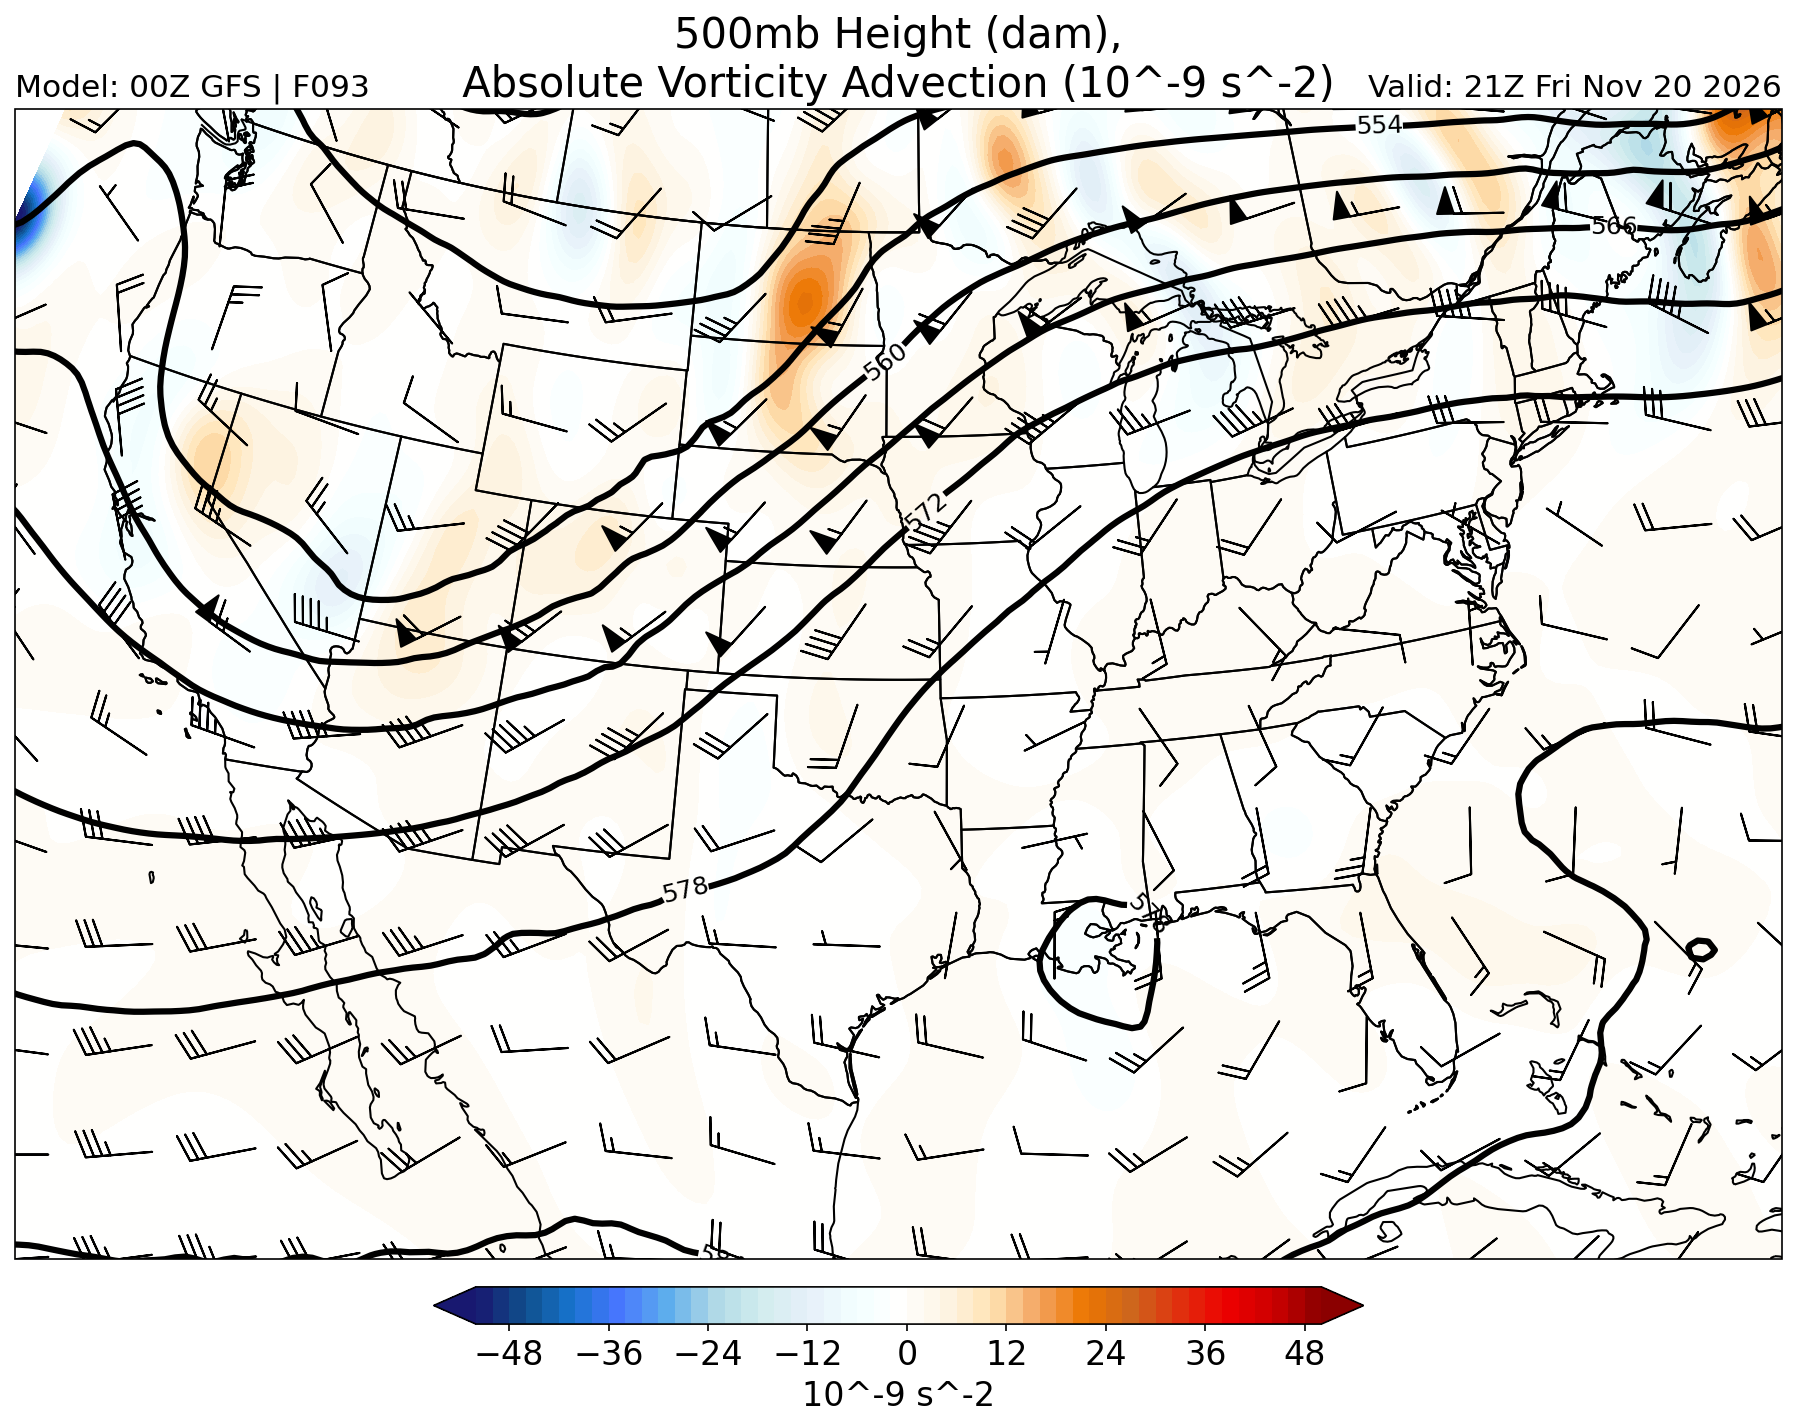 500mb Height (dam),
Absolute Vorticity Advection (10^-9 s^-2)
Model: 00Z GFS | F093
Valid: 21Z Fri Nov 20 2026
554
566
560
572
578
−48 −36 −24 −12 0 12 24 36 48
10^-9 s^-2